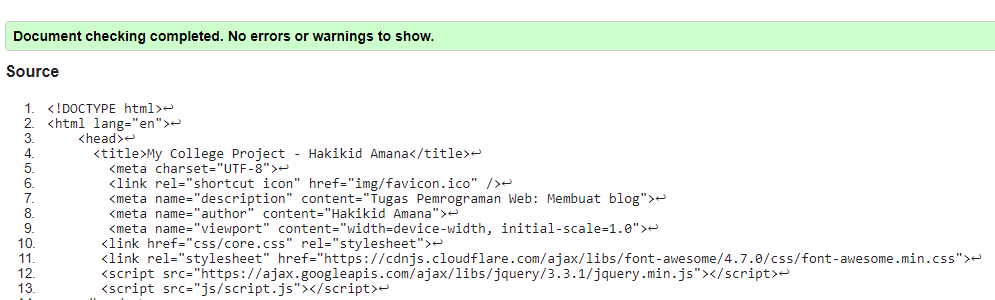 Document checking completed. No errors or warnings to show.
Source
1. <!DOCTYPE html>↩
2. <html lang="en">↩
3. <head>↩
4. <title>My College Project - Hakikid Amana</title>↩
5. <meta charset="UTF-8">↩
6. <link rel="shortcut icon" href="img/favicon.ico" />↩
7. <meta name="description" content="Tugas Pemrograman Web: Membuat blog">↩
8. <meta name="author" content="Hakikid Amana">↩
9. <meta name="viewport" content="width=device-width, initial-scale=1.0">↩
10. <link href="css/core.css" rel="stylesheet">↩
11. <link rel="stylesheet" href="https://cdnjs.cloudflare.com/ajax/libs/font-awesome/4.7.0/css/font-awesome.min.css">↩
12. <script src="https://ajax.googleapis.com/ajax/libs/jquery/3.3.1/jquery.min.js"></script>↩
13. <script src="js/script.js"></script>↩